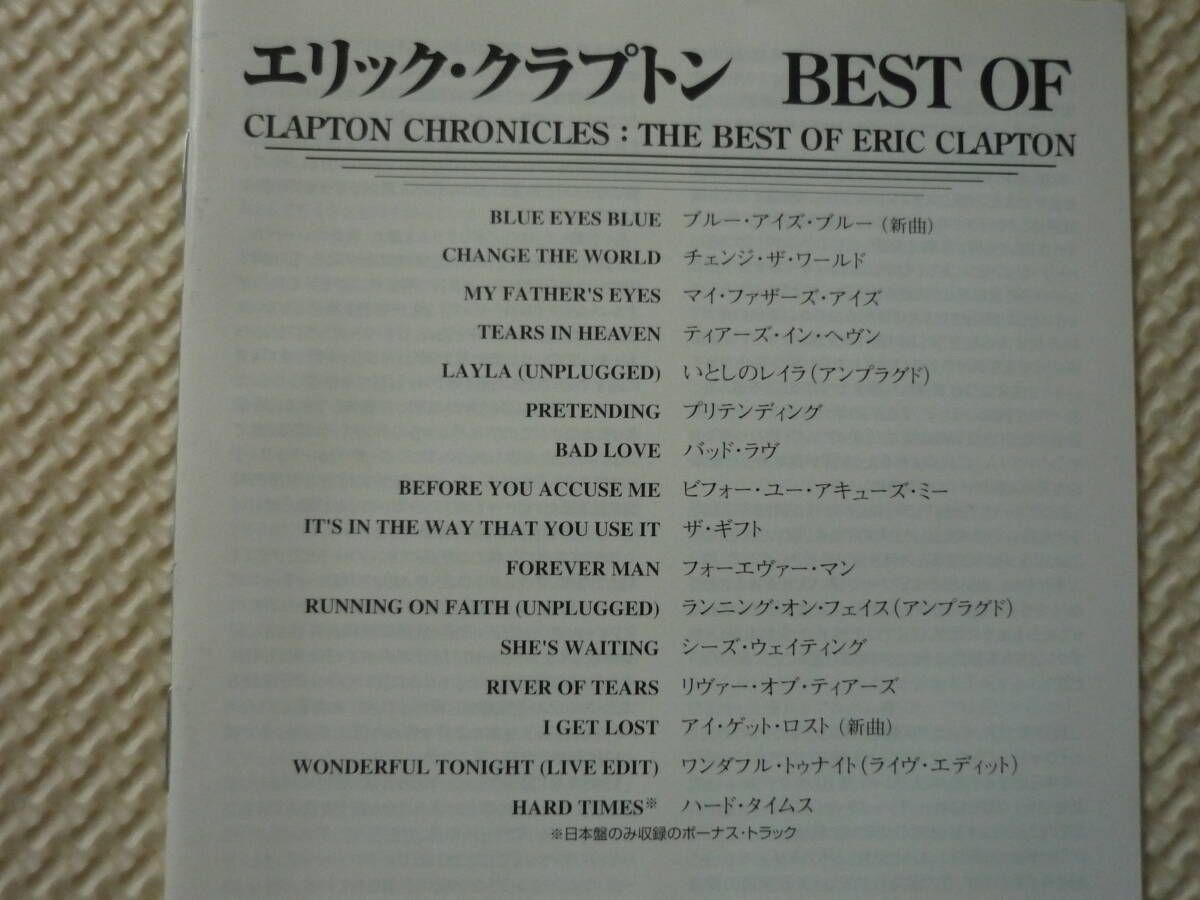 エリック・クラプトン BEST OF
CLAPTON CHRONICLES : THE BEST OF ERIC CLAPTON
BLUE EYES BLUE ブルー・アイズ・ブルー (新曲)
CHANGE THE WORLD チェンジ・ザ・ワールド
MY FATHER'S EYES マイ・ファザーズ・アイズ
TEARS IN HEAVEN ティアーズ・イン・ヘヴン
LAYLA (UNPLUGGED) いとしのレイラ (アンプラグド)
PRETENDING プリテンディング
BAD LOVE バッド・ラヴ
BEFORE YOU ACCUSE ME ビフォー・ユー・アキューズ・ミー
IT'S IN THE WAY THAT YOU USE IT ザ・ギフト
FOREVER MAN フォーエヴァー・マン
RUNNING ON FAITH (UNPLUGGED) ランニング・オン・フェイス (アンプラグド)
SHE'S WAITING シーズ・ウェイティング
RIVER OF TEARS リヴァー・オブ・ティアーズ
I GET LOST アイ・ゲット・ロスト (新曲)
WONDERFUL TONIGHT (LIVE EDIT) ワンダフル・トゥナイト (ライヴ・エディット)
HARD TIMES※ ハード・タイムス
※日本盤のみ収録のボーナス・トラック